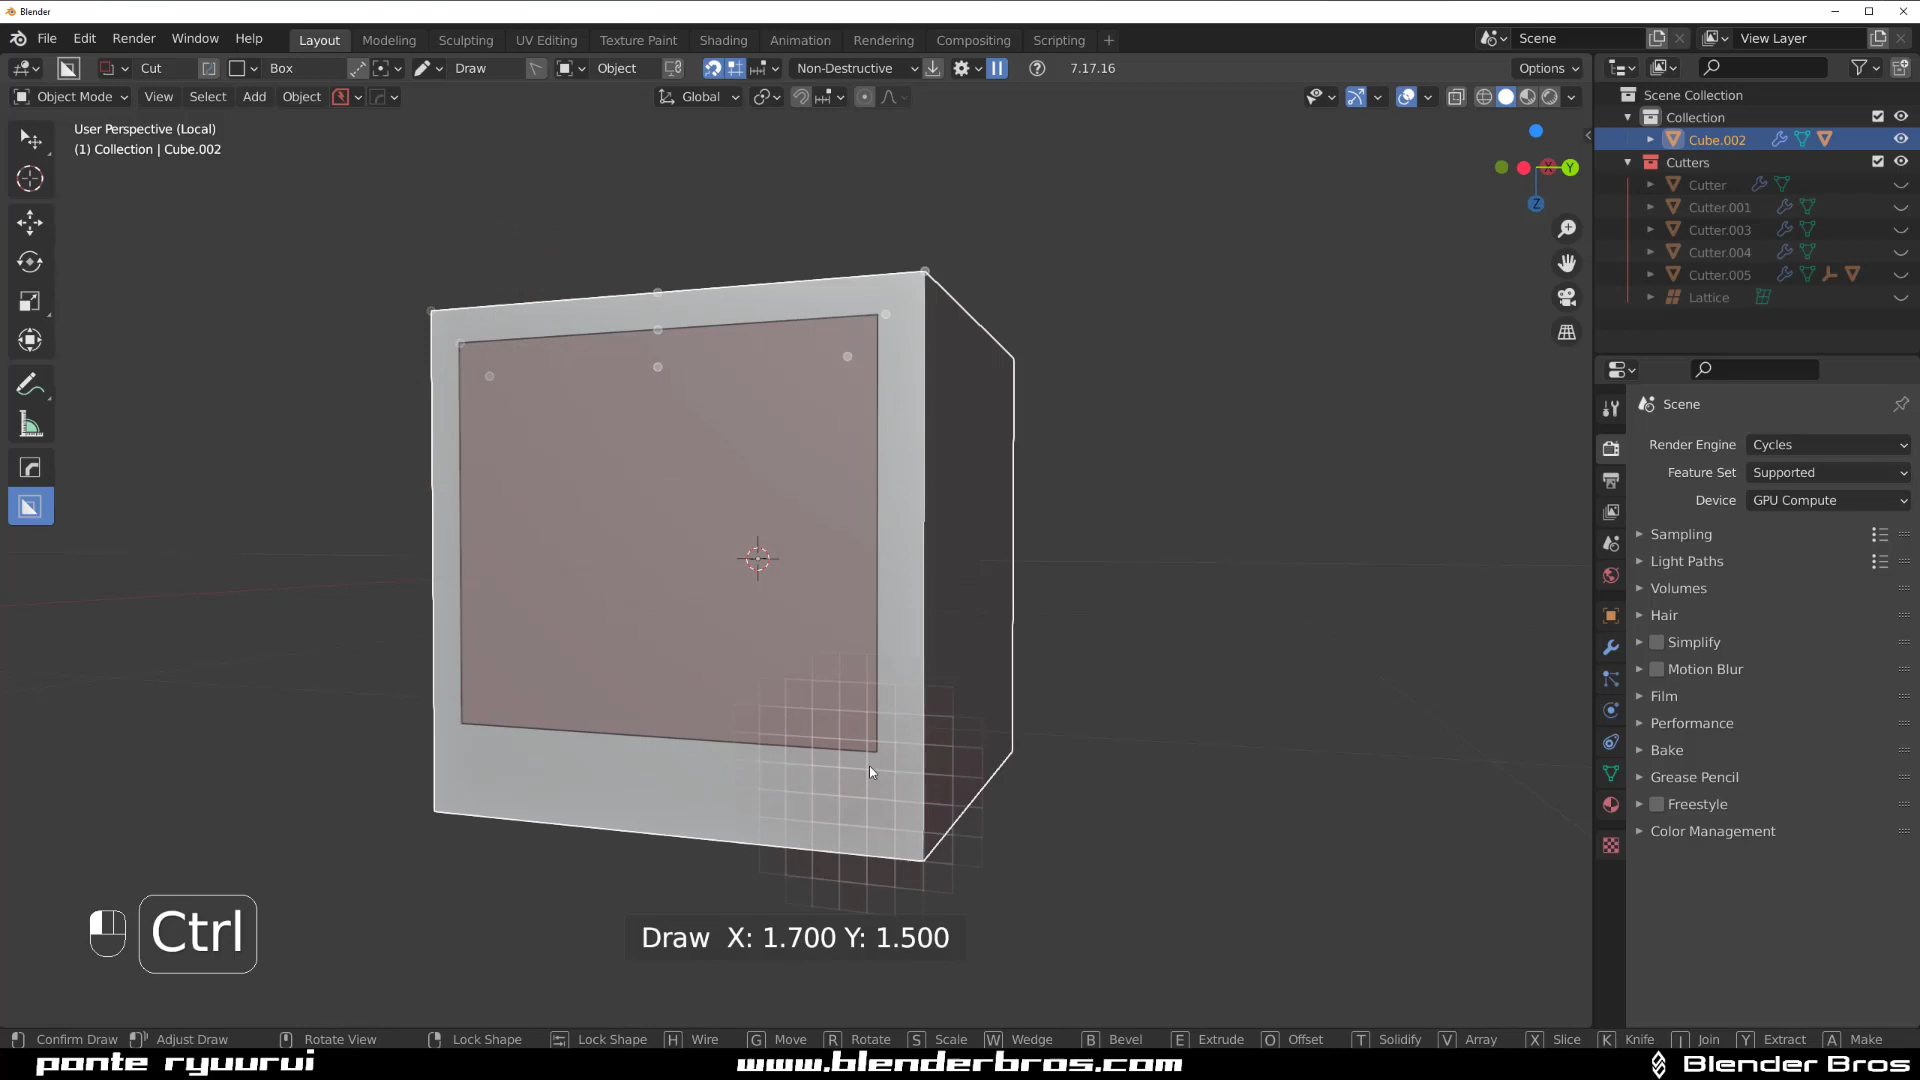 Blender
File Edit Render Window Help Layout Modeling Sculpting UV Editing Texture Paint Shading Animation Rendering Compositing Scripting + Scene View Layer
Cut Box Draw Object Non-Destructive 7.17.16 Options
Object Mode View Select Add Object Global
User Perspective (Local)
(1) Collection | Cube.002
X
Y
Z
Scene Collection
Collection
Cube.002
Cutters
Cutter
Cutter.001
Cutter.003
Cutter.004
Cutter.005
Lattice
Scene
Render Engine Cycles
Feature Set Supported
Device GPU Compute
Sampling
Light Paths
Volumes
Hair
Simplify
Motion Blur
Film
Performance
Bake
Grease Pencil
Freestyle
Color Management
Ctrl
Draw X: 1.700 Y: 1.500
Confirm Draw Adjust Draw Rotate View Lock Shape Lock Shape H Wire G Move R Rotate S Scale W Wedge B Bevel E Extrude O Offset T Solidify V Array X Slice K Knife J Join Y Extract A Make
ponte ryuurui www.blenderbros.com Blender Bros